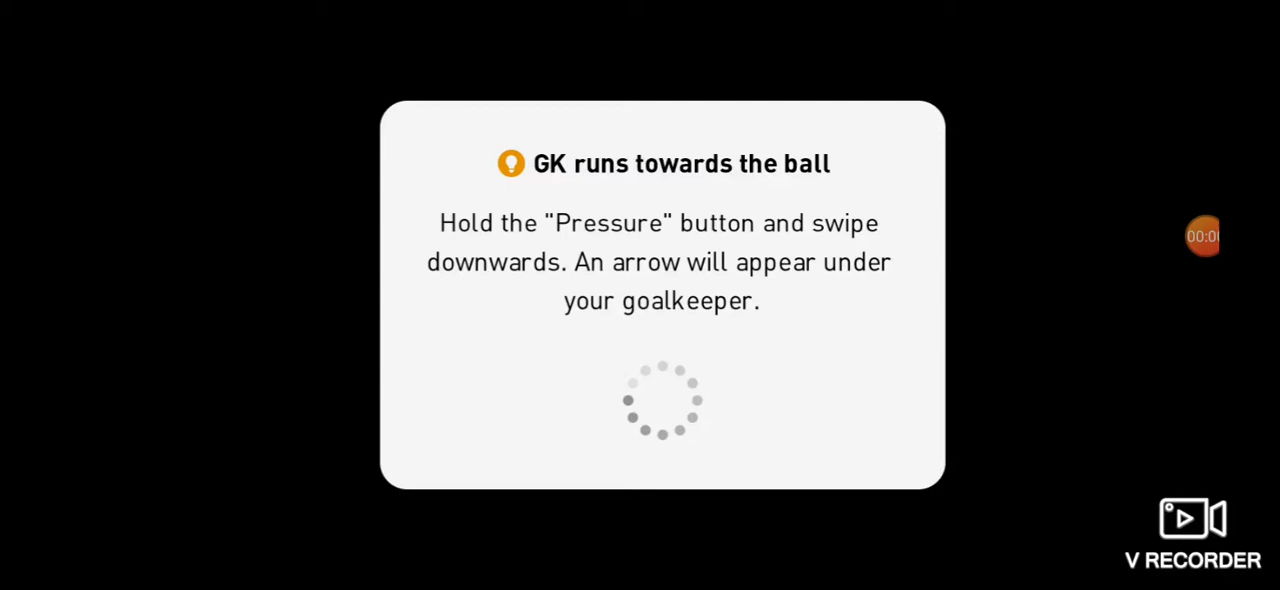 GK runs towards the ball
Hold the "Pressure" button and swipe
downwards. An arrow will appear under
your goalkeeper.
V RECORDER